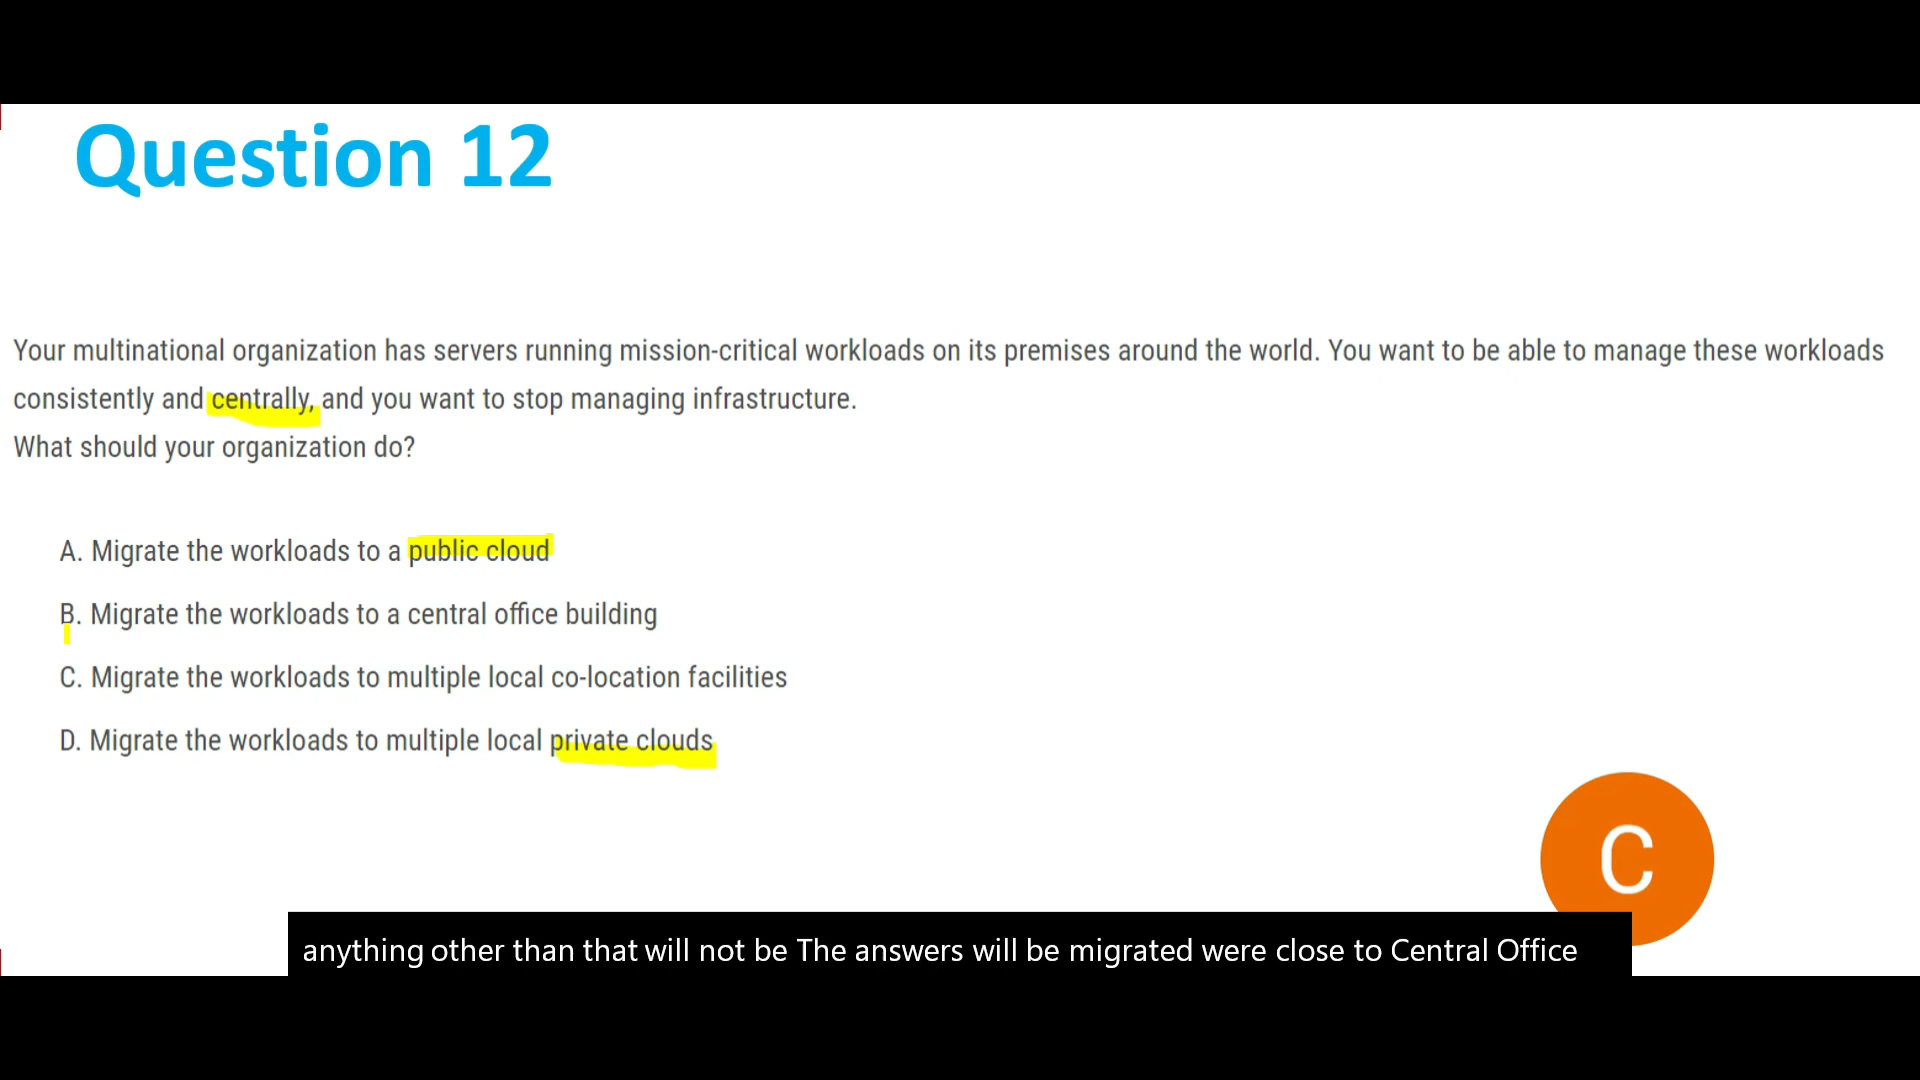 Question 12
Your multinational organization has servers running mission-critical workloads on its premises around the world. You want to be able to manage these workloads
consistently and centrally, and you want to stop managing infrastructure.
What should your organization do?
A. Migrate the workloads to a public cloud
B. Migrate the workloads to a central office building
C. Migrate the workloads to multiple local co-location facilities
D. Migrate the workloads to multiple local private clouds
C
anything other than that will not be The answers will be migrated were close to Central Office